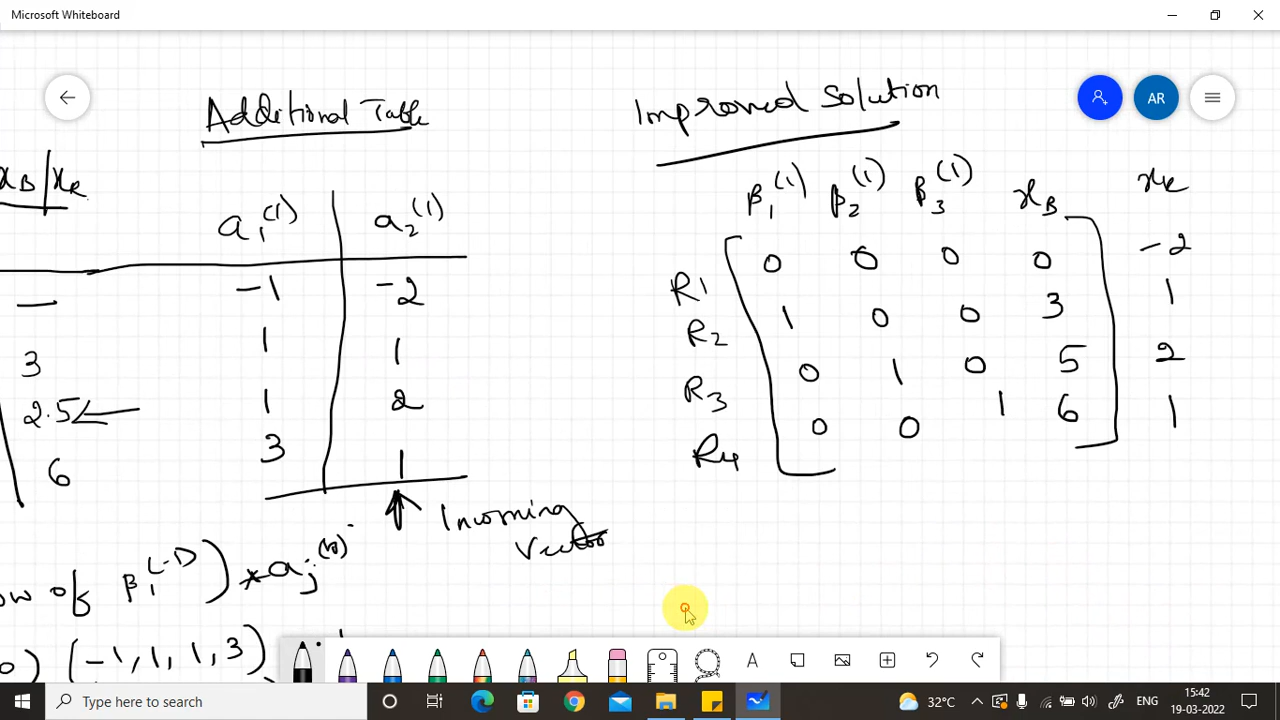 Microsoft Whiteboard
AR
Additional Table
xB/xk
a1(1) a2(1)
— -1 -2
3 1 1
2.5 1 2
6 3 1
Incoming
Vector
Improved Solution
β1(1) β2(1) β3(1) xB xk
R1 0 0 0 0 -2
R2 1 0 0 3 1
R3 0 1 0 5 2
R4 0 0 1 6 1
ow of β1(-1) ) * aj(
0) (-1, 1, 1, 3)
A
Type here to search
32°C
ENG
15:42
19-03-2022